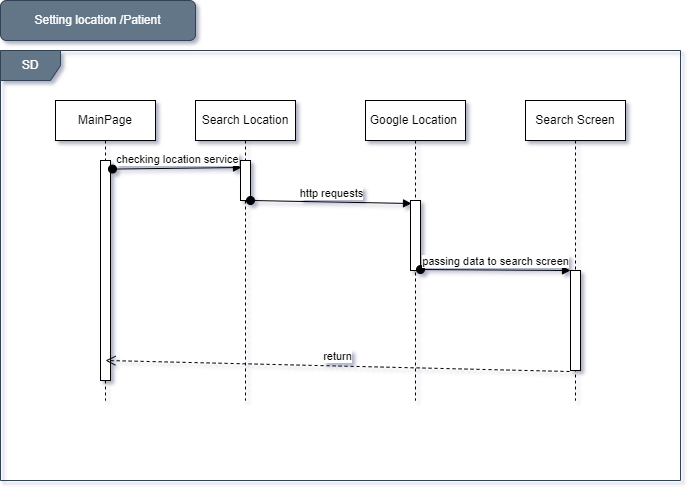 Setting location /Patient
SD
MainPage
Search Location
Google Location
Search Screen
checking location service
http requests
passing data to search screen
return